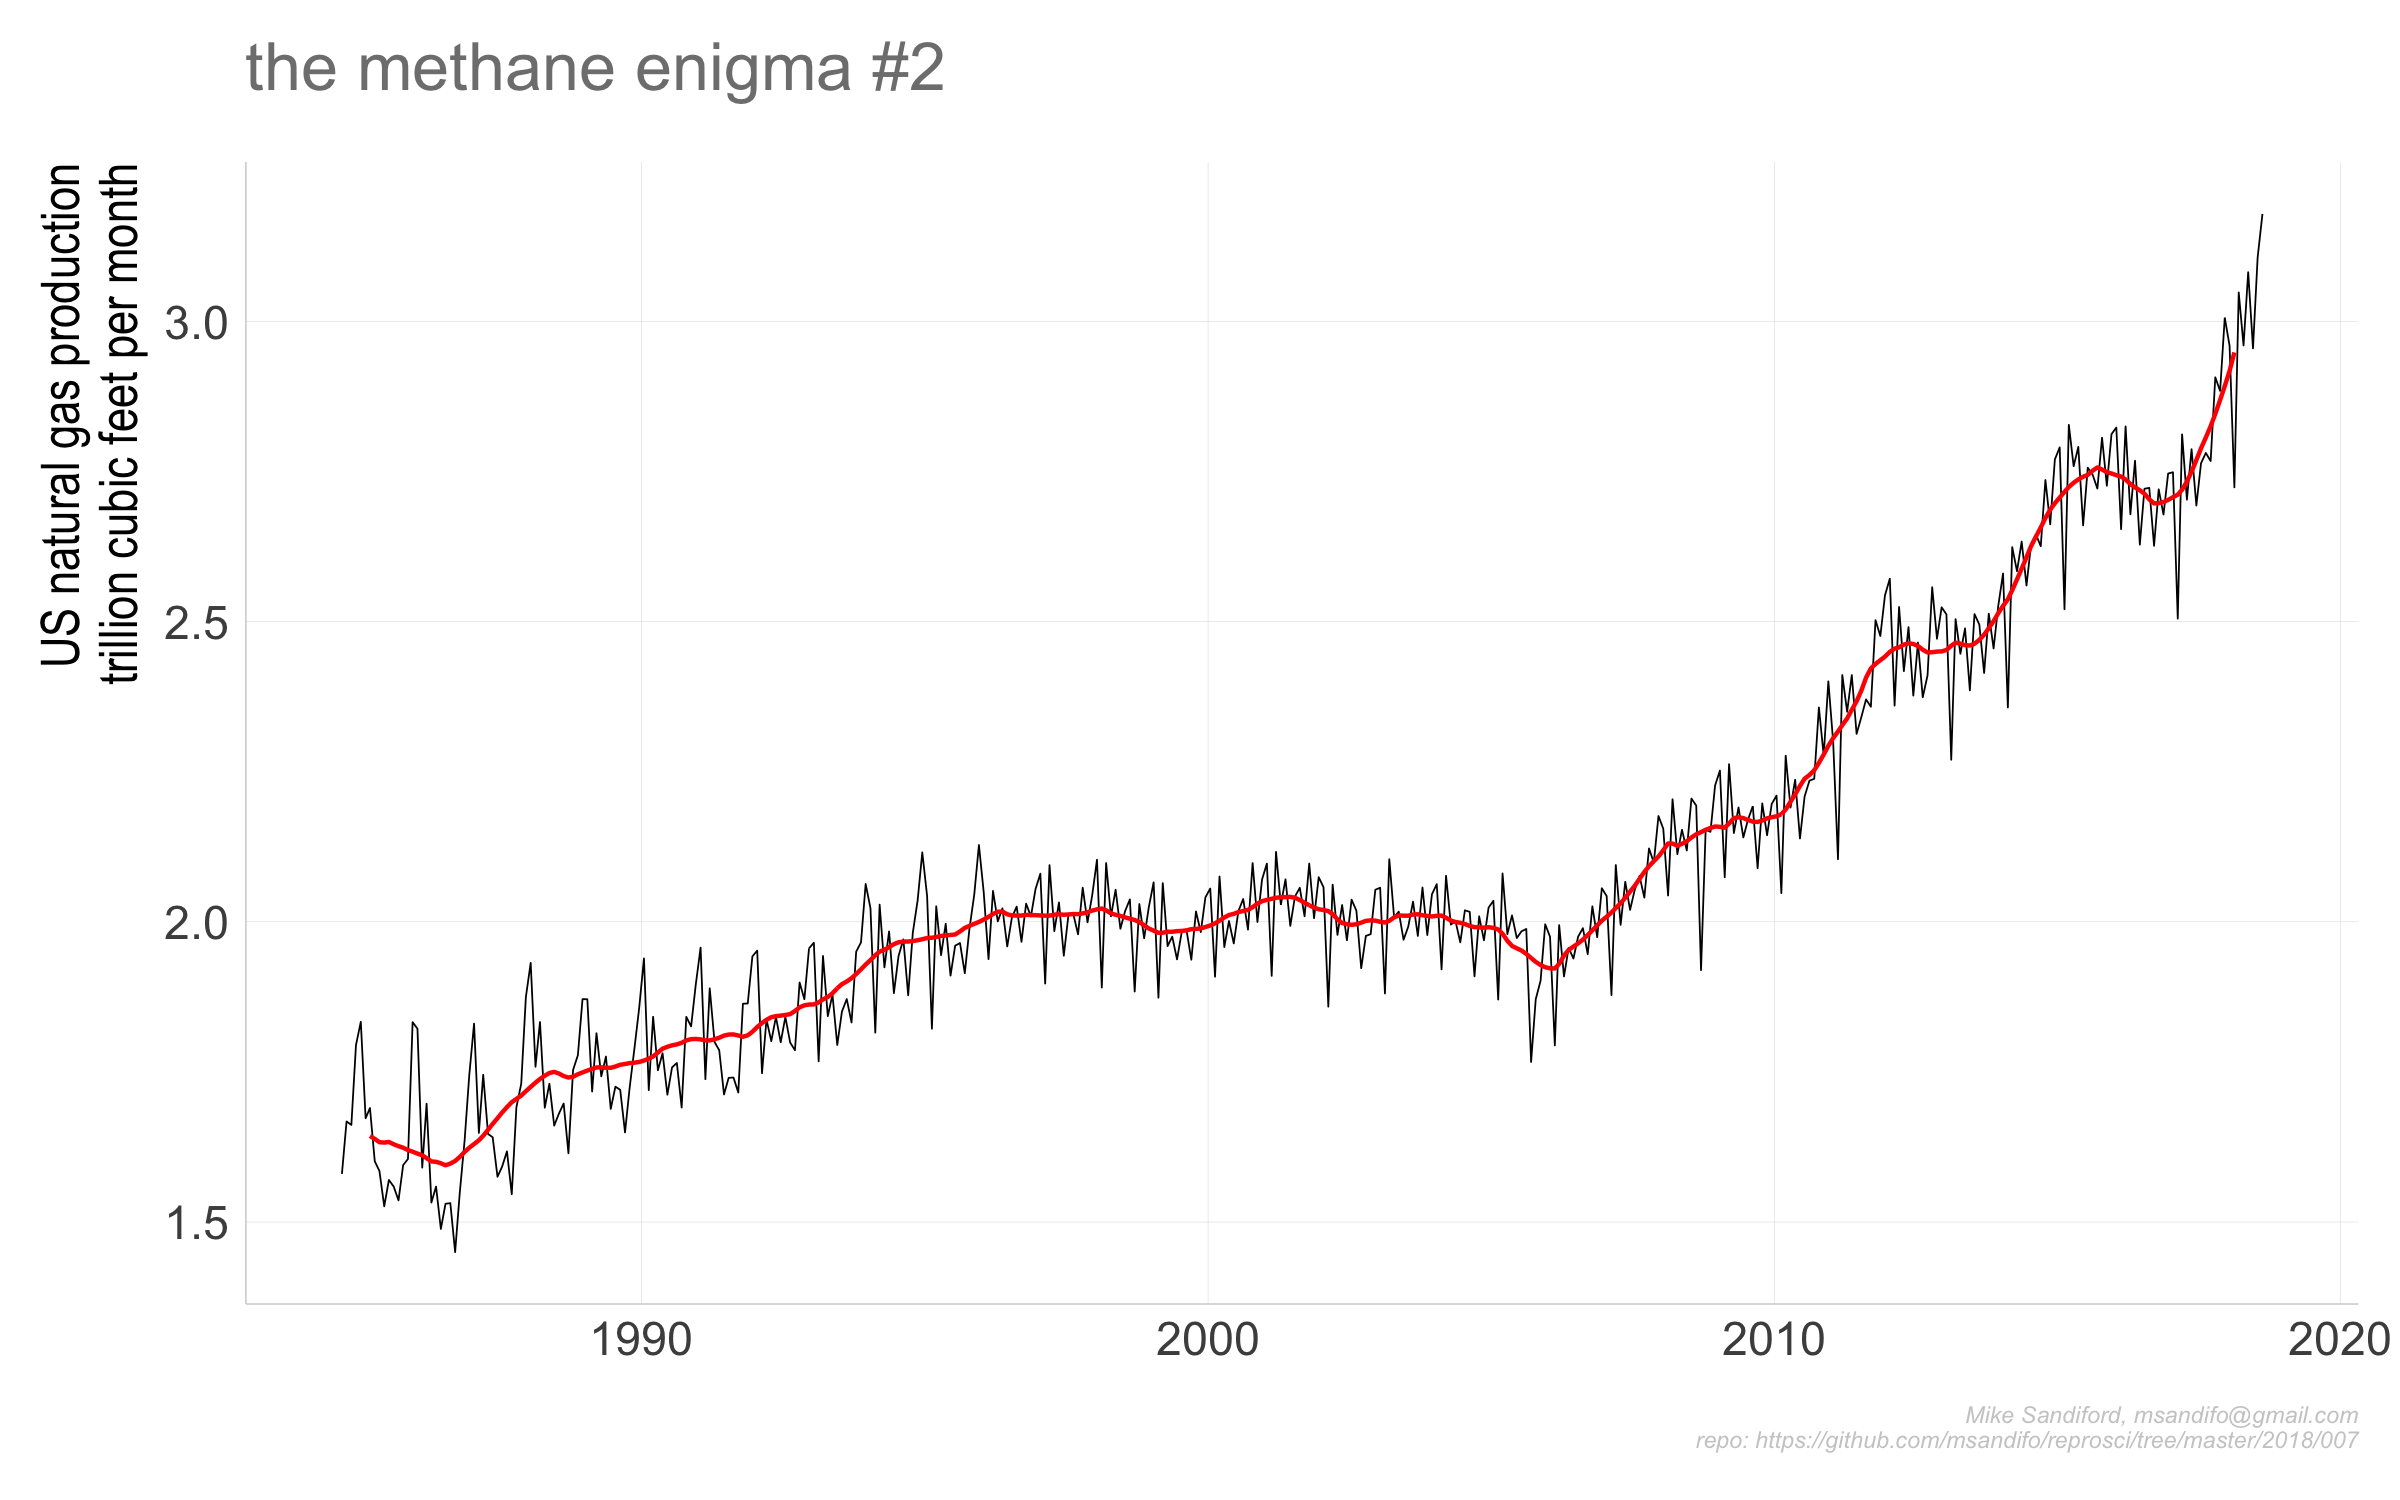 the methane enigma #2
US natural gas production
trillion cubic feet per month
3.0
2.5
2.0
1.5
1990
2000
2010
2020
Mike Sandiford, msandifo@gmail.com
repo: https://github.com/msandifo/reprosci/tree/master/2018/007